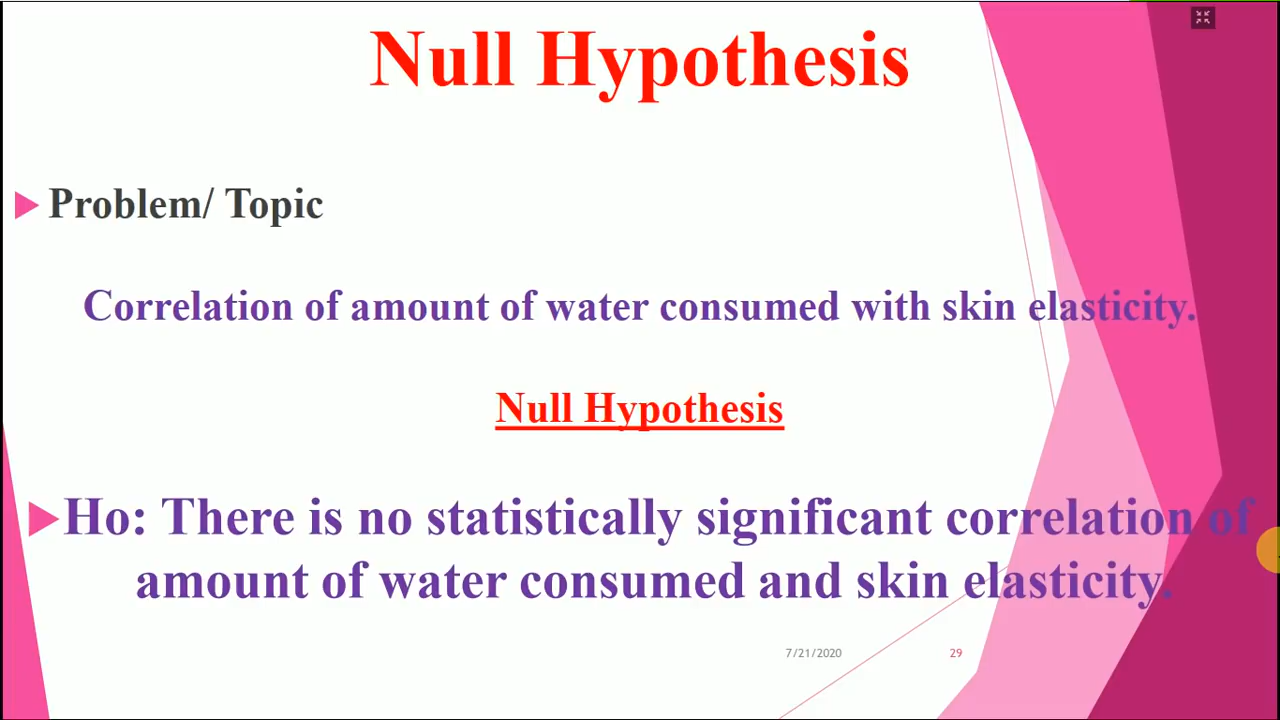 Null Hypothesis
Problem/ Topic
Correlation of amount of water consumed with skin elasticity.
Null Hypothesis
Ho: There is no statistically significant correlation of
amount of water consumed and skin elasticity.
7/21/2020
29